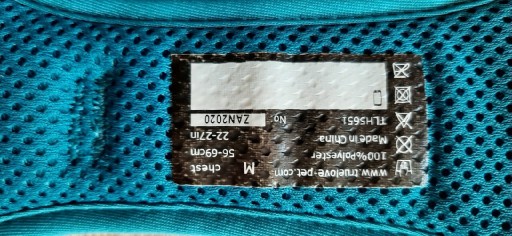 www.truelove-pet.com
100%Polyester
Made in China
TLH5651
No
M
chest
56-69cm
22-27in
ZAN2020